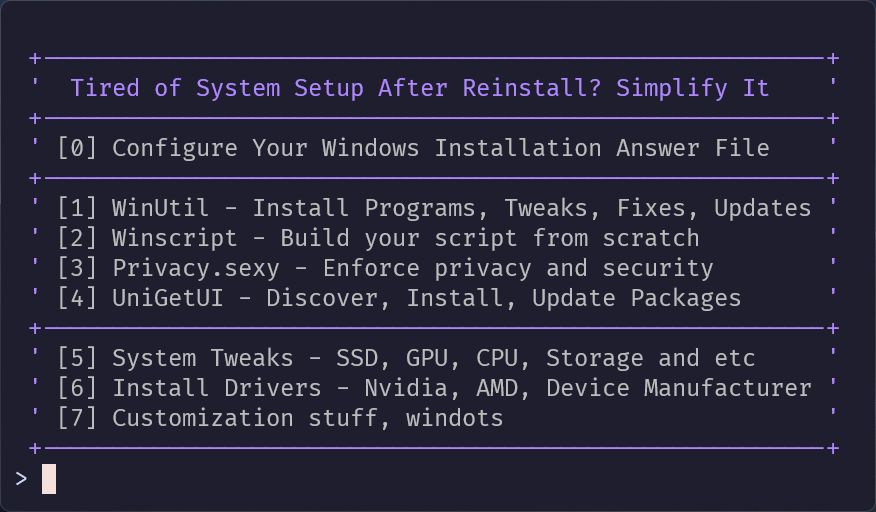 +--------------------------------------------------------+
'  Tired of System Setup After Reinstall? Simplify It    '
+--------------------------------------------------------+
' [0] Configure Your Windows Installation Answer File    '
+--------------------------------------------------------+
' [1] WinUtil - Install Programs, Tweaks, Fixes, Updates '
' [2] Winscript - Build your script from scratch         '
' [3] Privacy.sexy - Enforce privacy and security        '
' [4] UniGetUI - Discover, Install, Update Packages      '
+--------------------------------------------------------+
' [5] System Tweaks - SSD, GPU, CPU, Storage and etc     '
' [6] Install Drivers - Nvidia, AMD, Device Manufacturer '
' [7] Customization stuff, windots                       '
+--------------------------------------------------------+
>